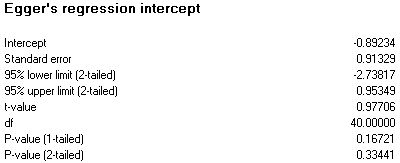 Egger's regression intercept
Intercept -0.89234
Standard error 0.91329
95% lower limit (2-tailed) -2.73817
95% upper limit (2-tailed) 0.95349
t-value 0.97706
df 40.00000
P-value (1-tailed) 0.16721
P-value (2-tailed) 0.33441